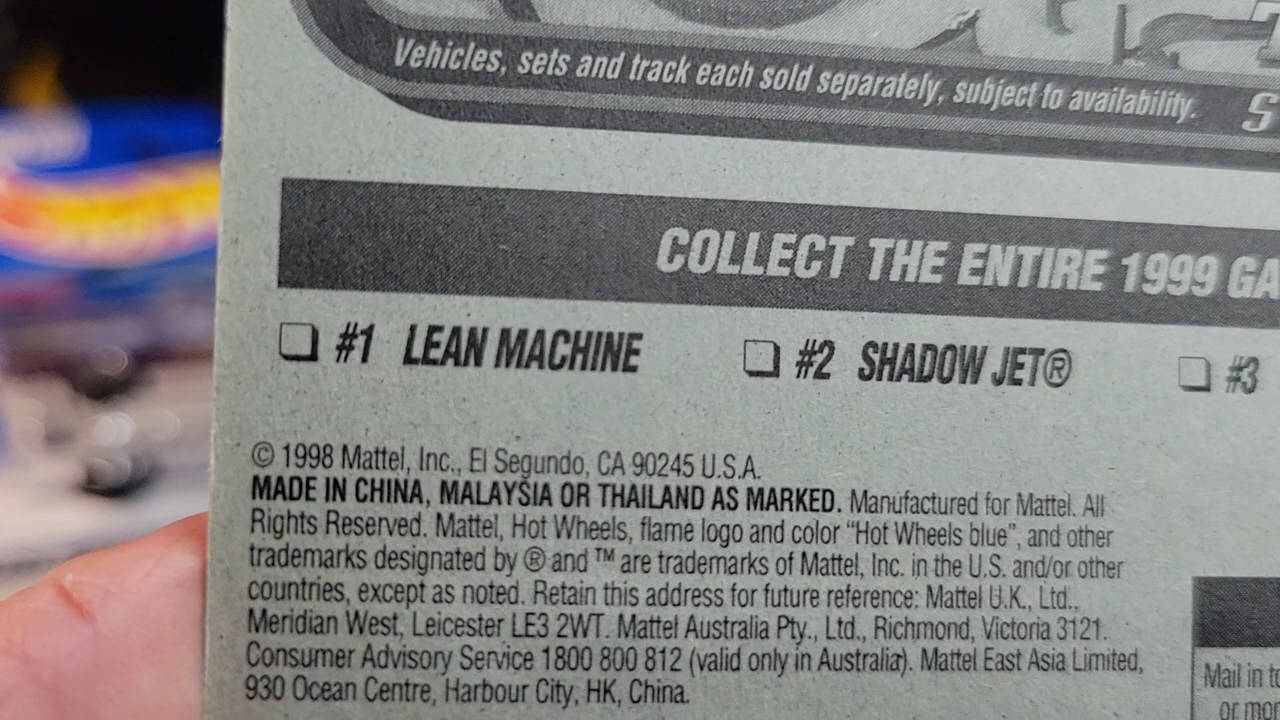 Vehicles, sets and track each sold separately, subject to availability. S
COLLECT THE ENTIRE 1999 GA
#1 LEAN MACHINE #2 SHADOW JET® #3
© 1998 Mattel, Inc., El Segundo, CA 90245 U.S.A.
MADE IN CHINA, MALAYSIA OR THAILAND AS MARKED. Manufactured for Mattel. All
Rights Reserved. Mattel, Hot Wheels, flame logo and color “Hot Wheels blue”, and other
trademarks designated by ® and ™ are trademarks of Mattel, Inc. in the U.S. and/or other
countries, except as noted. Retain this address for future reference: Mattel U.K., Ltd.,
Meridian West, Leicester LE3 2WT. Mattel Australia Pty., Ltd., Richmond, Victoria 3121.
Consumer Advisory Service 1800 800 812 (valid only in Australia). Mattel East Asia Limited,
930 Ocean Centre, Harbour City, HK, China.
Mail in to
or mor